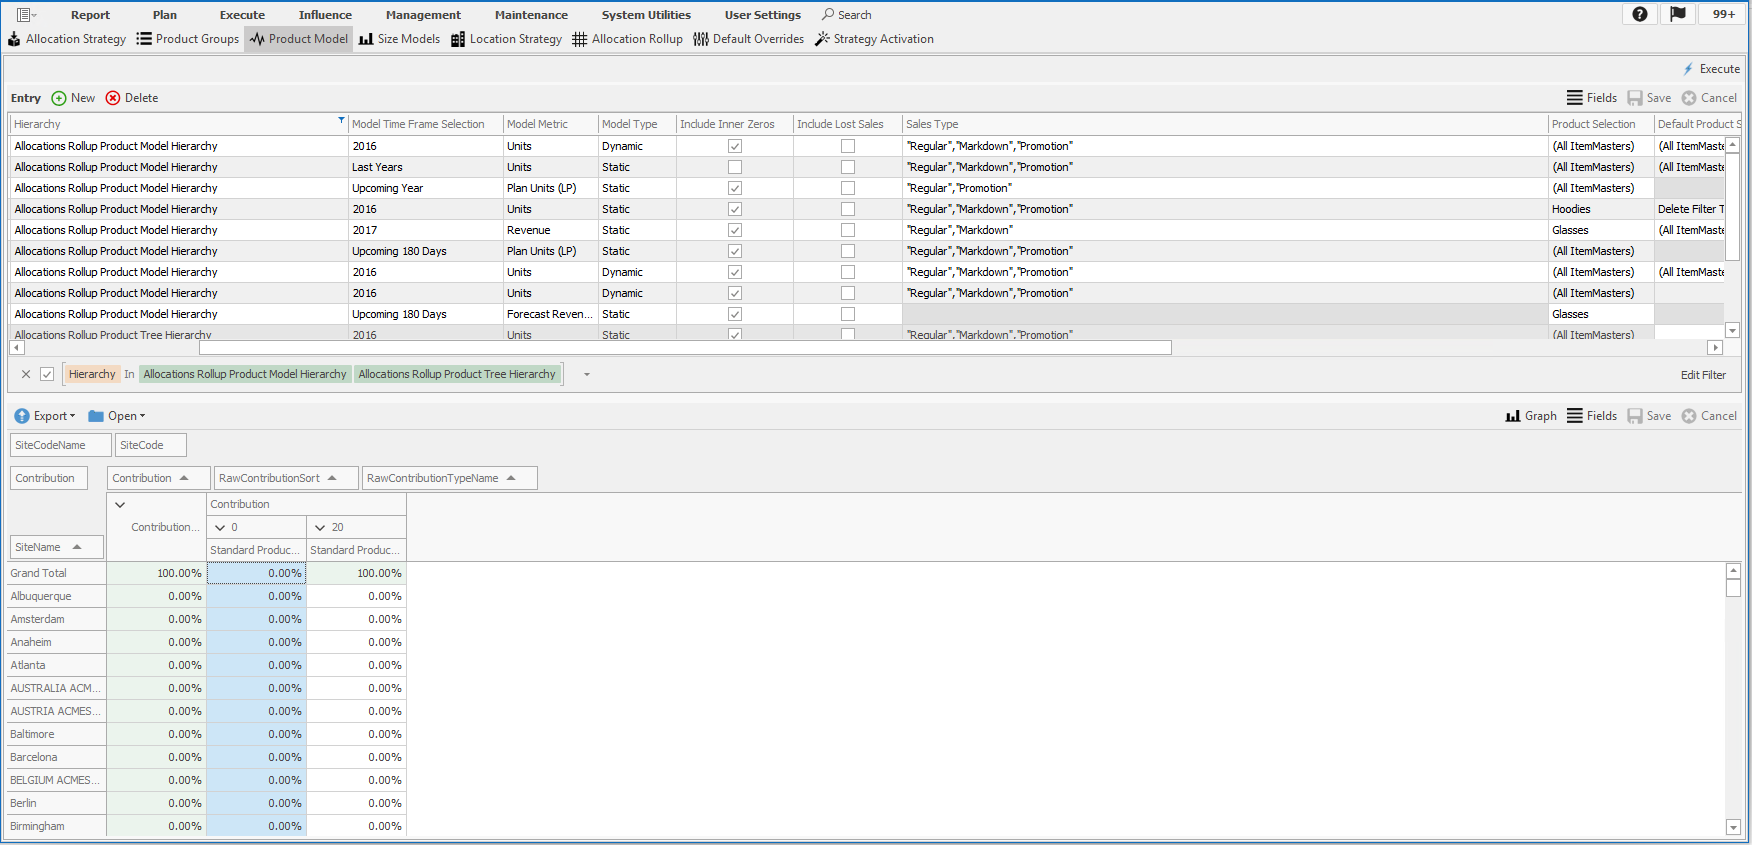 Report Plan Execute Influence Management Maintenance System Utilities User Settings Search 99+
Allocation Strategy Product Groups Product Model Size Models Location Strategy Allocation Rollup Default Overrides Strategy Activation
Execute
Entry New Delete Fields Save Cancel
Hierarchy Model Time Frame Selection Model Metric Model Type Include Inner Zeros Include Lost Sales Sales Type Product Selection Default Product S
Allocations Rollup Product Model Hierarchy 2016 Units Dynamic "Regular","Markdown","Promotion" (All ItemMasters) (All ItemMaste
Allocations Rollup Product Model Hierarchy Last Years Units Static "Regular","Markdown","Promotion" (All ItemMasters) (All ItemMaste
Allocations Rollup Product Model Hierarchy Upcoming Year Plan Units (LP) Static "Regular","Promotion" (All ItemMasters)
Allocations Rollup Product Model Hierarchy 2016 Units Static "Regular","Markdown","Promotion" Hoodies Delete Filter T
Allocations Rollup Product Model Hierarchy 2017 Revenue Static "Regular","Markdown" Glasses (All ItemMaste
Allocations Rollup Product Model Hierarchy Upcoming 180 Days Plan Units (LP) Static "Regular","Markdown","Promotion" (All ItemMasters)
Allocations Rollup Product Model Hierarchy 2016 Units Dynamic "Regular","Markdown","Promotion" (All ItemMasters) (All ItemMaste
Allocations Rollup Product Model Hierarchy 2016 Units Dynamic "Regular","Markdown","Promotion" (All ItemMasters)
Allocations Rollup Product Model Hierarchy Upcoming 180 Days Forecast Reven... Static Glasses
Allocations Rollup Product Tree Hierarchy 2016 Units Static "Regular","Markdown","Promotion" (All ItemMasters)
Hierarchy In Allocations Rollup Product Model Hierarchy Allocations Rollup Product Tree Hierarchy Edit Filter
Export Open Graph Fields Save Cancel
SiteCodeName SiteCode
Contribution Contribution RawContributionSort RawContributionTypeName
Contribution
Contribution... 0 20
SiteName Standard Produc... Standard Produc...
Grand Total 100.00% 0.00% 100.00%
Albuquerque 0.00% 0.00% 0.00%
Amsterdam 0.00% 0.00% 0.00%
Anaheim 0.00% 0.00% 0.00%
Atlanta 0.00% 0.00% 0.00%
AUSTRALIA ACM... 0.00% 0.00% 0.00%
AUSTRIA ACMES... 0.00% 0.00% 0.00%
Baltimore 0.00% 0.00% 0.00%
Barcelona 0.00% 0.00% 0.00%
BELGIUM ACMES... 0.00% 0.00% 0.00%
Berlin 0.00% 0.00% 0.00%
Birmingham 0.00% 0.00% 0.00%